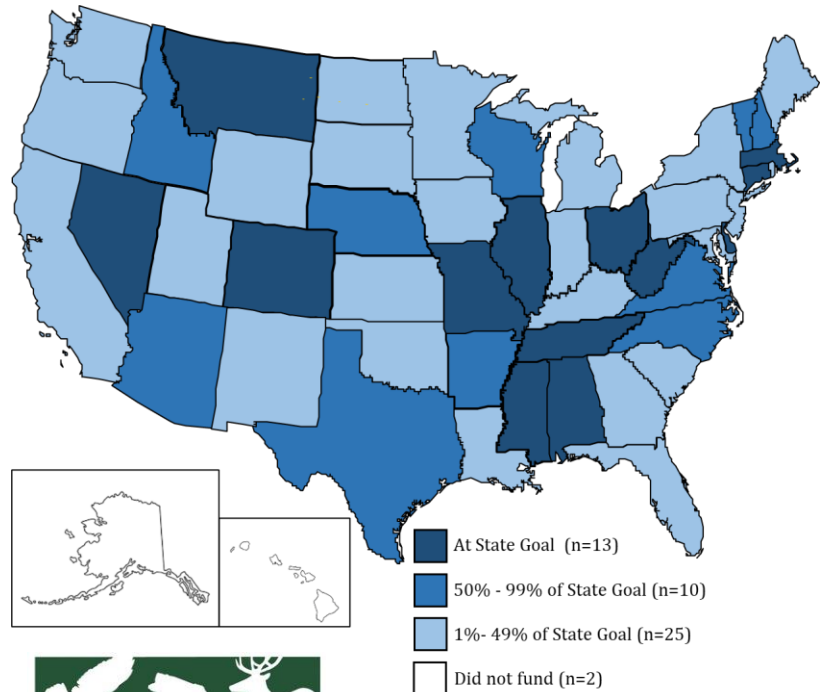 At State Goal (n=13)
50% - 99% of State Goal (n=10)
1%- 49% of State Goal (n=25)
Did not fund (n=2)